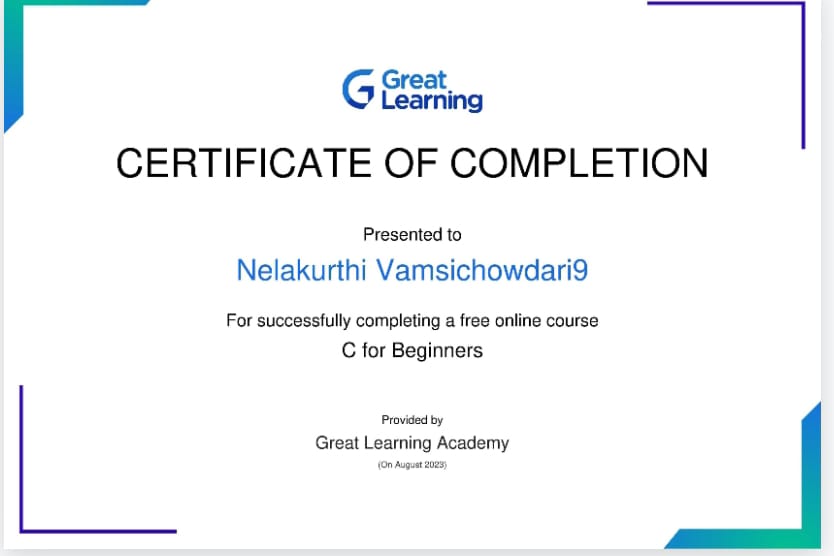 Great
Learning
CERTIFICATE OF COMPLETION
Presented to
Nelakurthi Vamsichowdari9
For successfully completing a free online course
C for Beginners
Provided by
Great Learning Academy
(On August 2023)